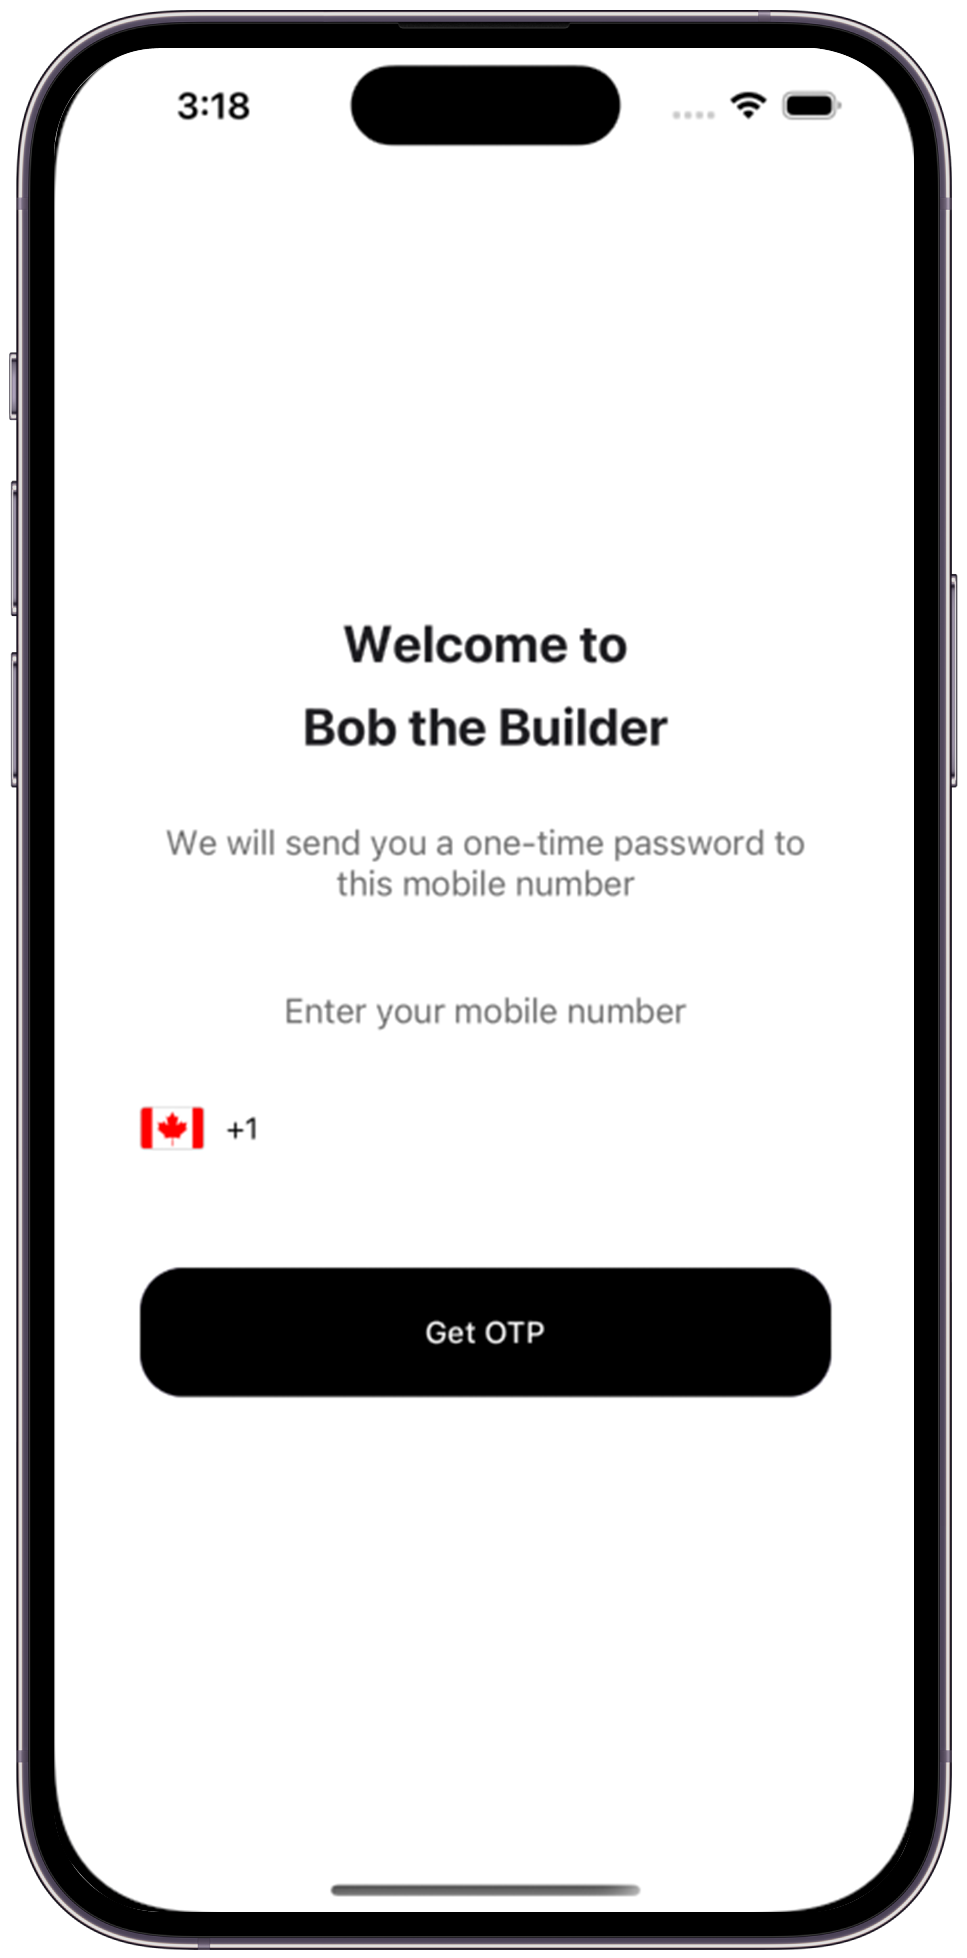 3:18
Welcome to
Bob the Builder
We will send you a one-time password to
this mobile number
Enter your mobile number
+1
Get OTP